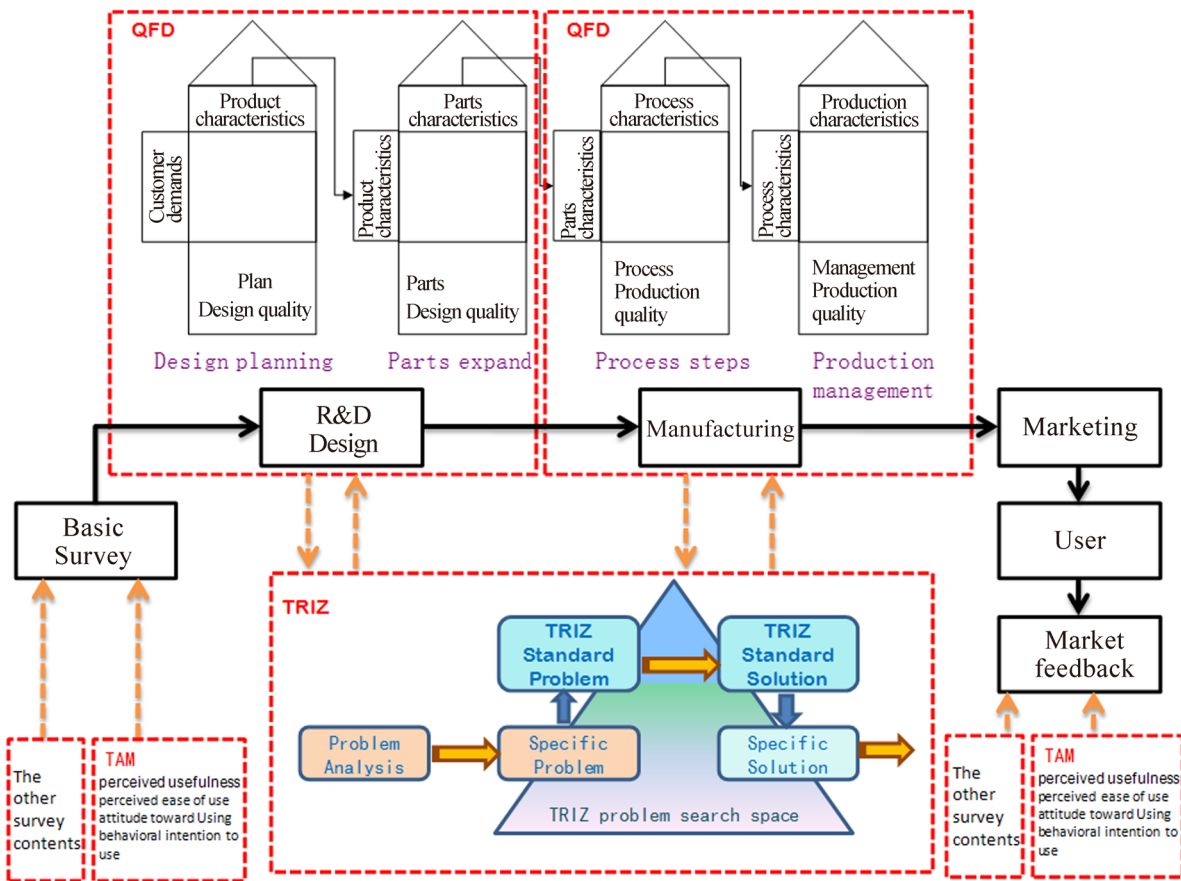 QFD
Product
characteristics
Customer
demands
Plan
Design quality
Design planning
Parts
characteristics
Product
characteristics
Parts
Design quality
Parts expand
QFD
Process
characteristics
Parts
characteristics
Process
Production
quality
Process steps
Production
characteristics
Process
characteristics
Management
Production
quality
Production
management
R&D
Design
Manufacturing
Marketing
Basic
Survey
User
Market
feedback
TRIZ
TRIZ
Standard
Problem
TRIZ
Standard
Solution
Problem
Analysis
Specific
Problem
Specific
Solution
TRIZ problem search space
The
other
survey
contents
TAM
perceived usefulness
perceived ease of use
attitude toward Using
behavioral intention to
use
The
other
survey
contents
TAM
perceived usefulness
perceived ease of use
attitude toward Using
behavioral intention to
use